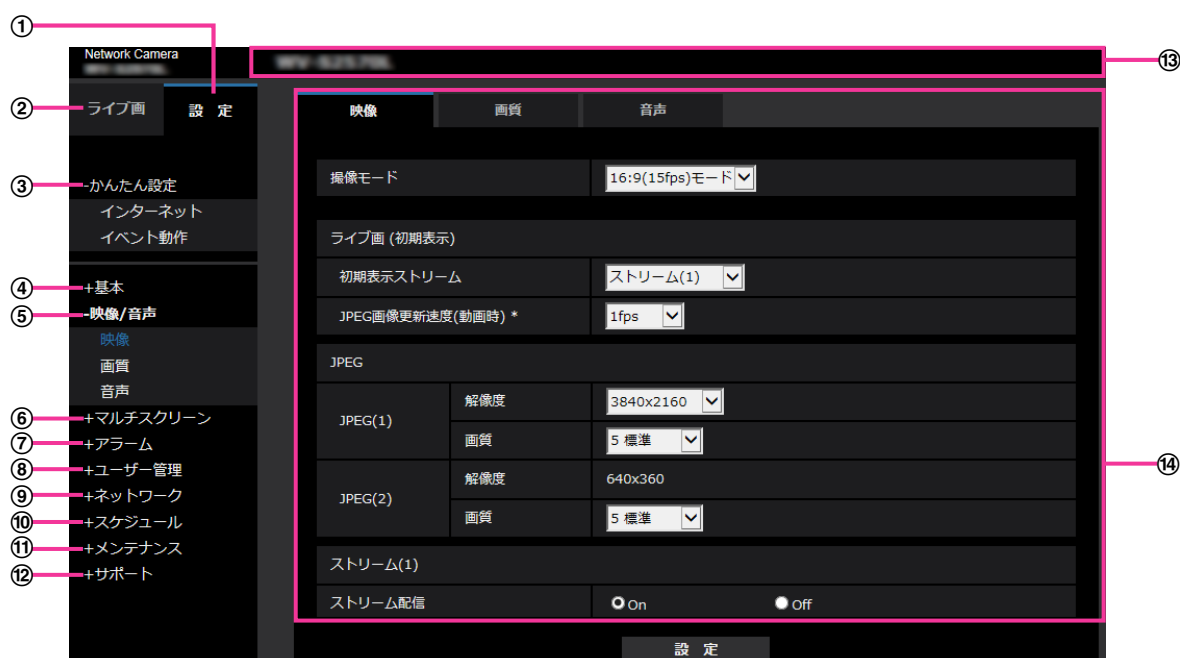 ①
Network Camera
⑬
② ライブ画 設 定
映像 画質 音声
撮像モード 16:9(15fps)モード
③ -かんたん設定
インターネット
イベント動作
ライブ画 (初期表示)
初期表示ストリーム ストリーム(1)
④ +基本
⑤ -映像/音声
JPEG画像更新速度(動画時) * 1fps
映像
画質
音声
JPEG
JPEG(1) 解像度 3840x2160
画質 5 標準
⑥ +マルチスクリーン
⑦ +アラーム
⑧ +ユーザー管理
⑨ +ネットワーク
⑩ +スケジュール
⑪ +メンテナンス
⑫ +サポート
⑭
JPEG(2) 解像度 640x360
画質 5 標準
ストリーム(1)
ストリーム配信 On Off
設 定